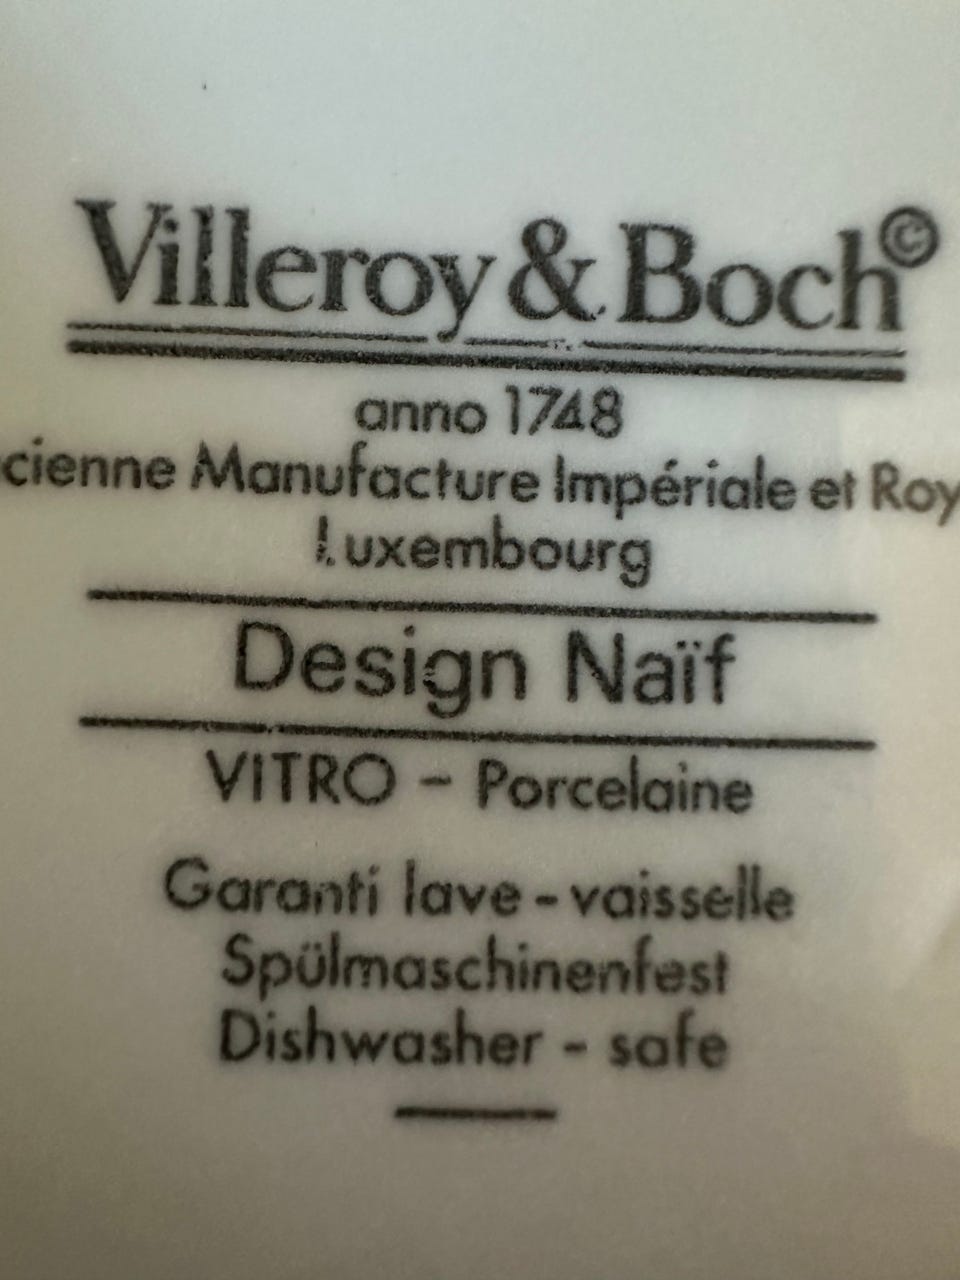 Villeroy & Boch©
anno 1748
cienne Manufacture Impériale et Roy
Luxembourg
Design Naïf
VITRO - Porcelaine
Garanti lave-vaisselle
Spülmaschinenfest
Dishwasher - safe